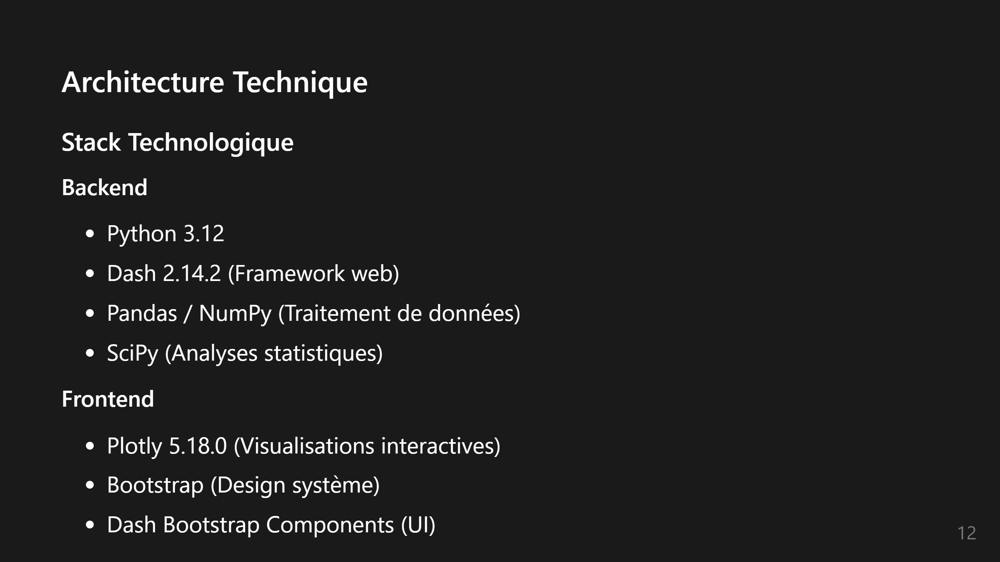 Architecture Technique
Stack Technologique
Backend
• Python 3.12
• Dash 2.14.2 (Framework web)
• Pandas / NumPy (Traitement de données)
• SciPy (Analyses statistiques)
Frontend
• Plotly 5.18.0 (Visualisations interactives)
• Bootstrap (Design système)
• Dash Bootstrap Components (UI)
12